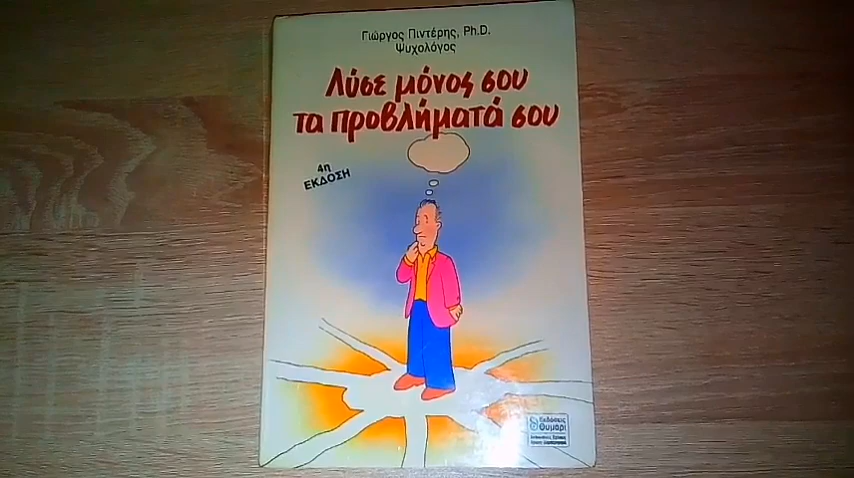 Γιώργος Πιντέρης, Ph.D.
Ψυχολόγος
Λύσε μόνος σου
τα προβλήματά σου
4η
ΕΚΔΟΣΗ
Εκδόσεις
Θυμάρι